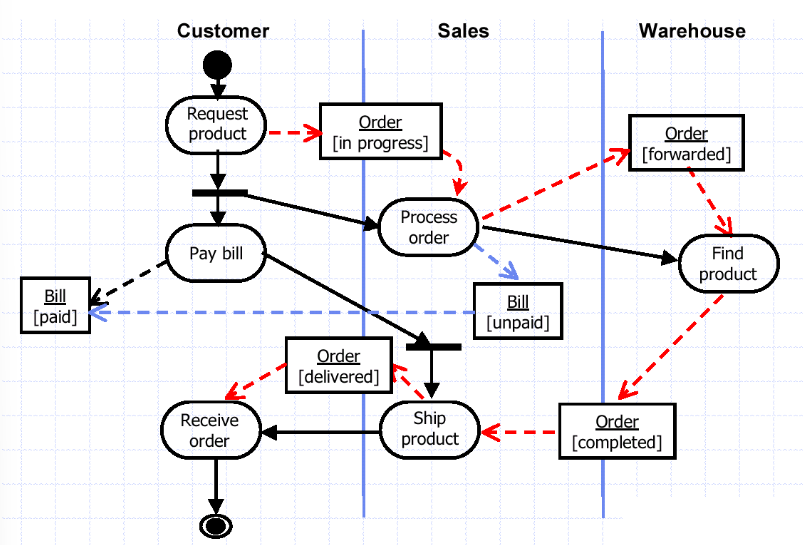 Customer
Sales
Warehouse
Request
product
Order
[in progress]
Order
[forwarded]
Process
order
Pay bill
Find
product
Bill
[paid]
Bill
[unpaid]
Order
[delivered]
Receive
order
Ship
product
Order
[completed]